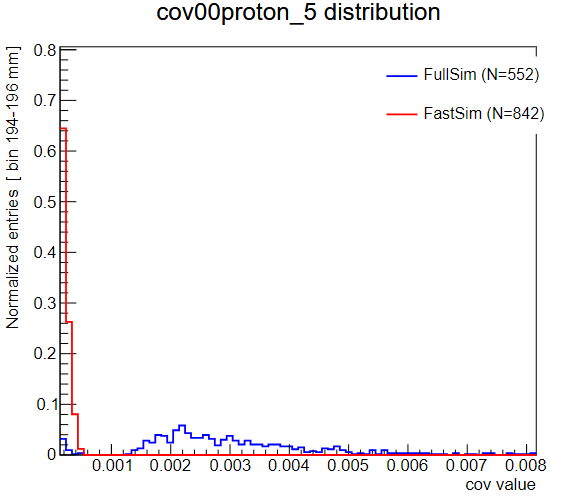 cov00proton_5 distribution
Normalized entries [ bin 194-196 mm]
FullSim (N=552)
FastSim (N=842)
0.8
0.7
0.6
0.5
0.4
0.3
0.2
0.1
0
0.001 0.002 0.003 0.004 0.005 0.006 0.007 0.008
cov value